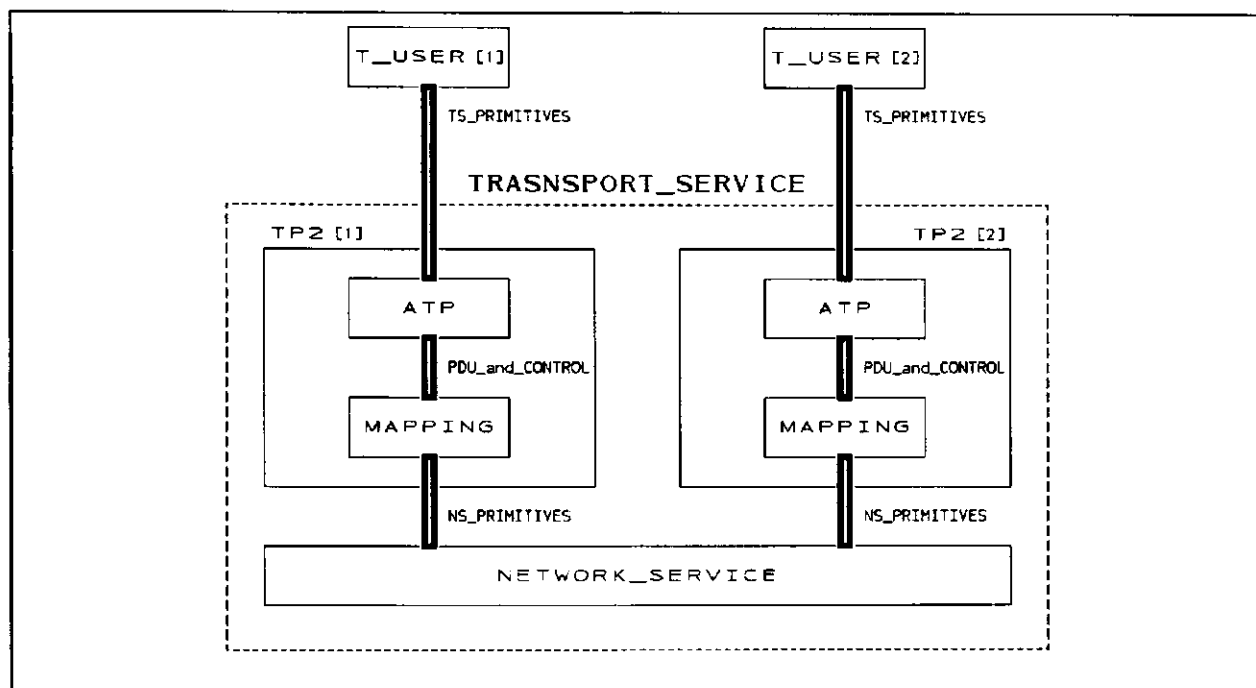 T_USER [1] T_USER [2]
TS_PRIMITIVES TS_PRIMITIVES
TRASNSPORT_SERVICE
TP2 [1] TP2 [2]
ATP ATP
PDU_and_CONTROL PDU_and_CONTROL
MAPPING MAPPING
NS_PRIMITIVES NS_PRIMITIVES
NETWORK_SERVICE